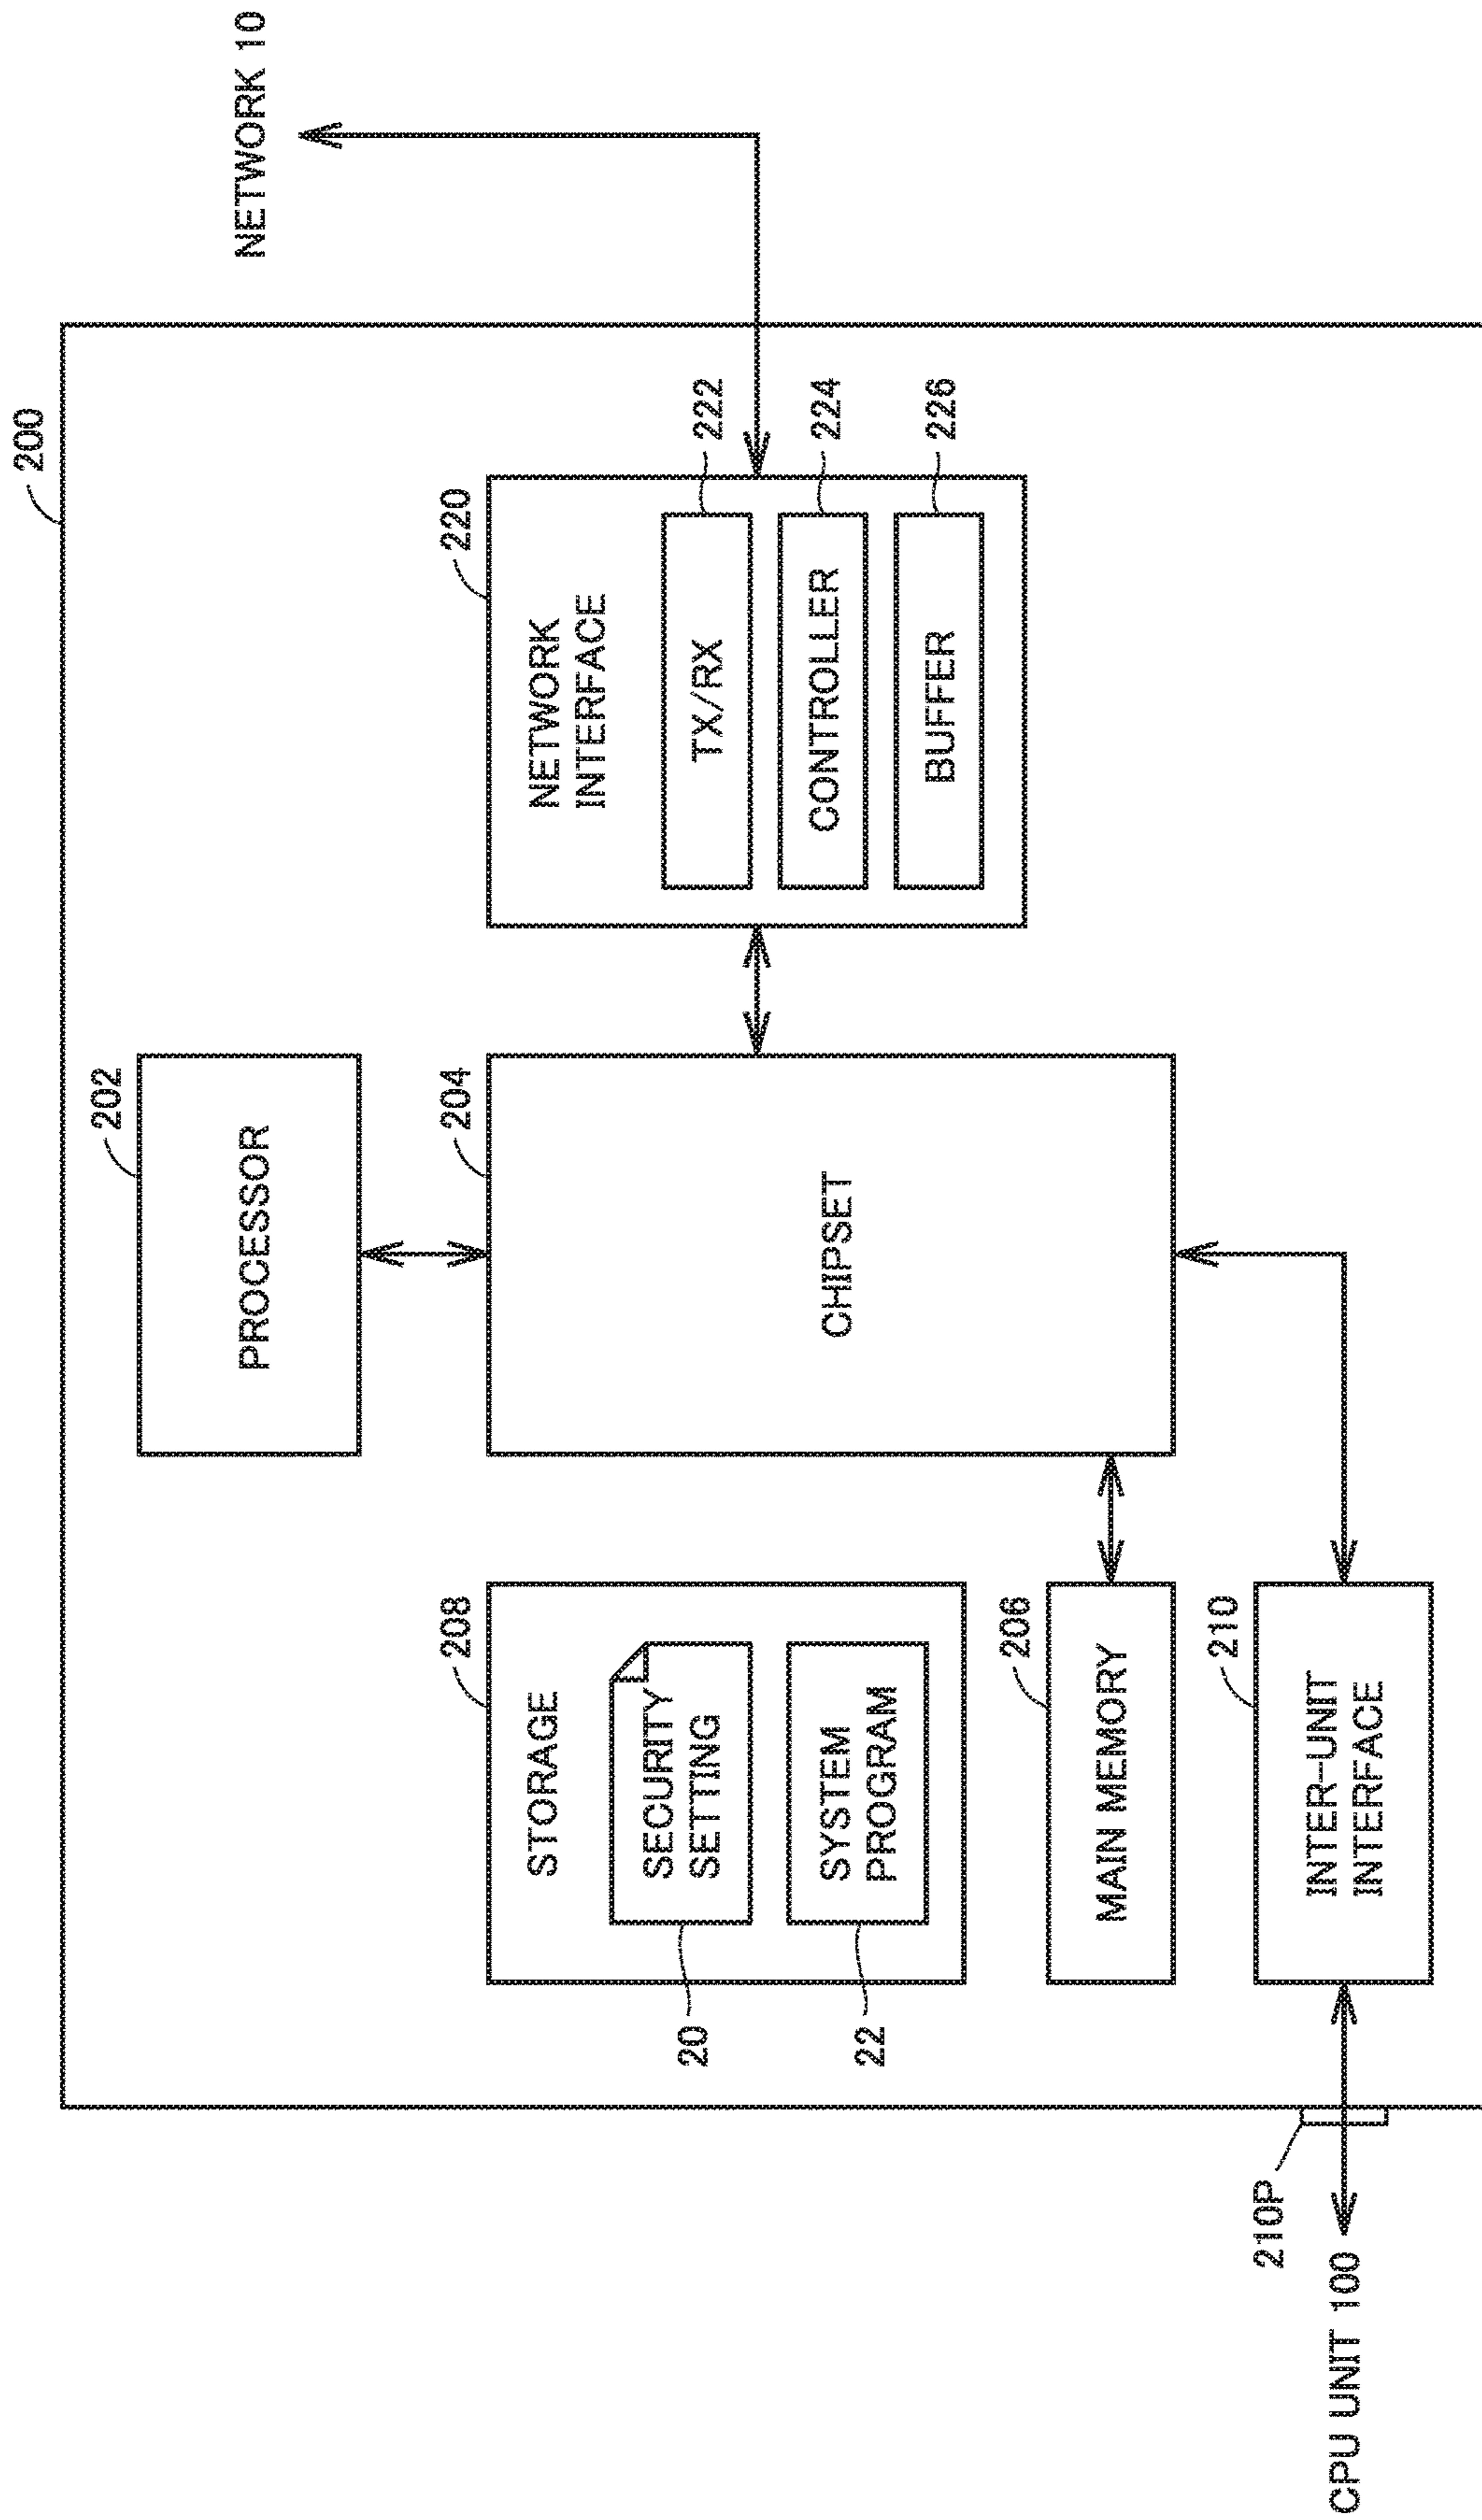 200
NETWORK 10
202
PROCESSOR
208
STORAGE
SECURITY
SETTING
20
SYSTEM
PROGRAM
22
204
CHIPSET
220
NETWORK
INTERFACE
TX/RX
222
CONTROLLER
224
BUFFER
226
206
MAIN MEMORY
210
INTER-UNIT
INTERFACE
210P
CPU UNIT 100